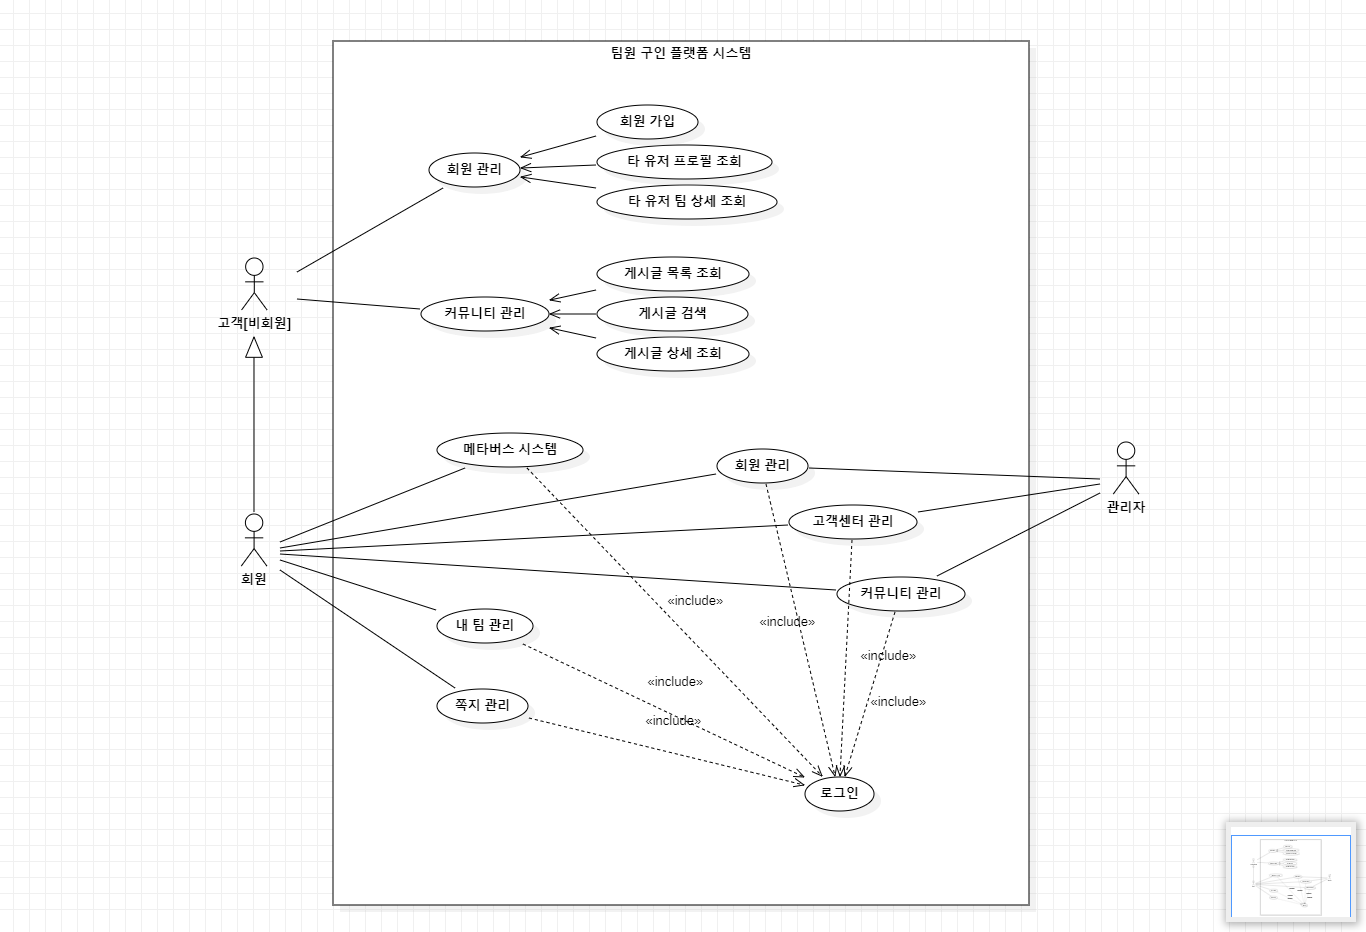 팀원 구인 플랫폼 시스템
회원 가입
회원 관리
타 유저 프로필 조회
타 유저 팀 상세 조회
게시글 목록 조회
고객[비회원]
커뮤니티 관리
게시글 검색
게시글 상세 조회
메타버스 시스템
회원 관리
관리자
고객센터 관리
회원
커뮤니티 관리
«include»
«include»
내 팀 관리
«include»
«include»
«include»
쪽지 관리
«include»
로그인